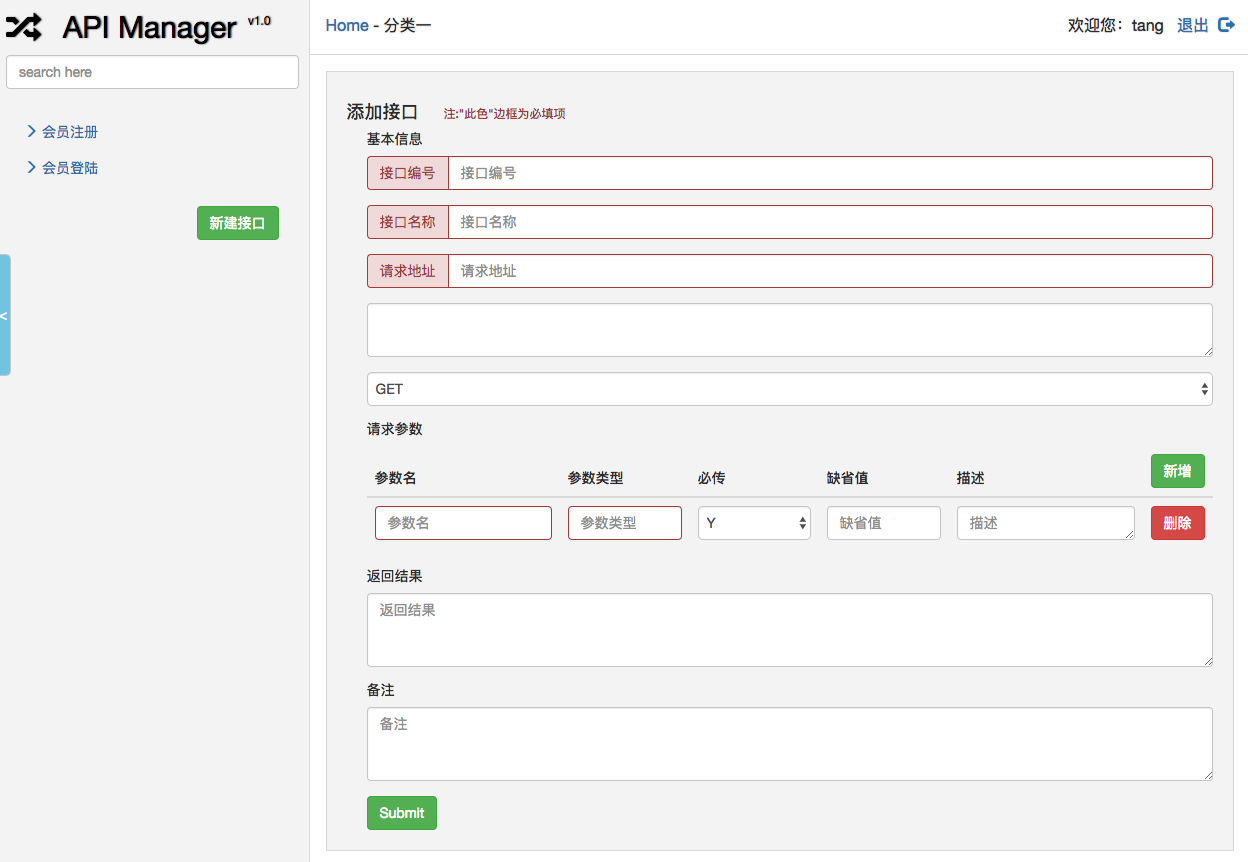 API Manager v1.0
search here
会员注册
会员登陆
新建接口
<
Home - 分类一
欢迎您：tang 退出
添加接口 注:"此色"边框为必填项
基本信息
接口编号 接口编号
接口名称 接口名称
请求地址 请求地址
GET
请求参数
参数名 参数类型 必传 缺省值 描述 新增
参数名 参数类型 Y 缺省值 描述 删除
返回结果
返回结果
备注
备注
Submit